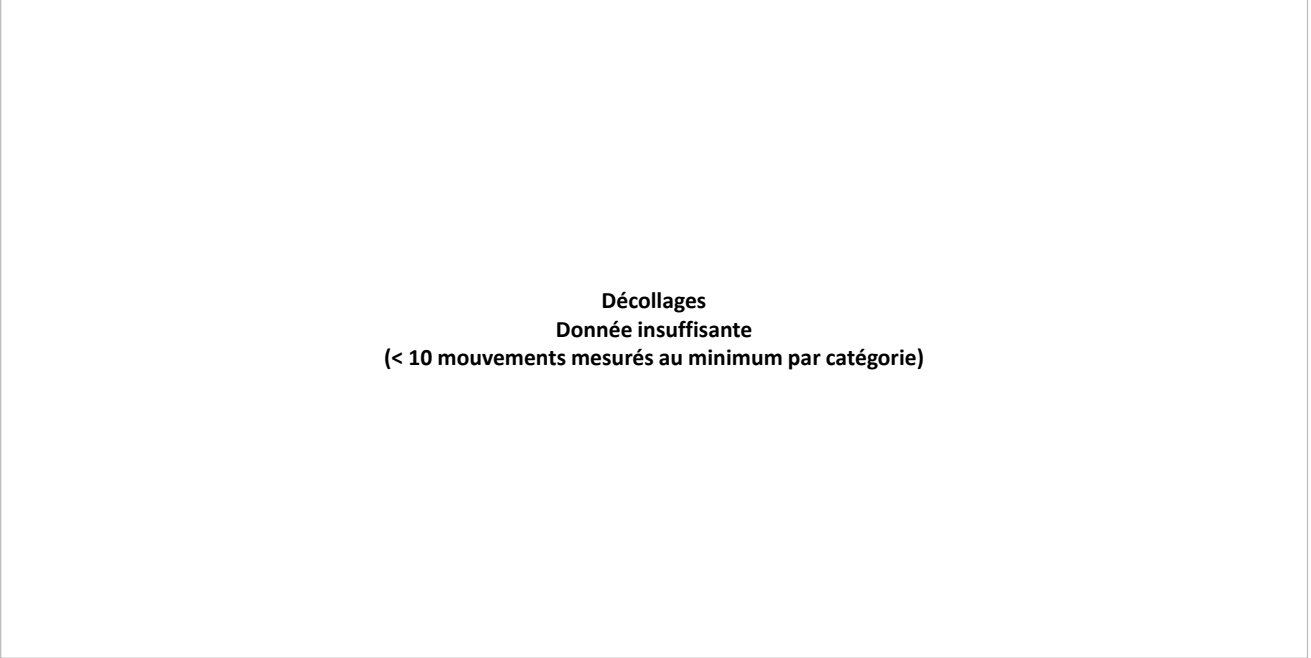 Décollages
Donnée insuffisante
(< 10 mouvements mesurés au minimum par catégorie)